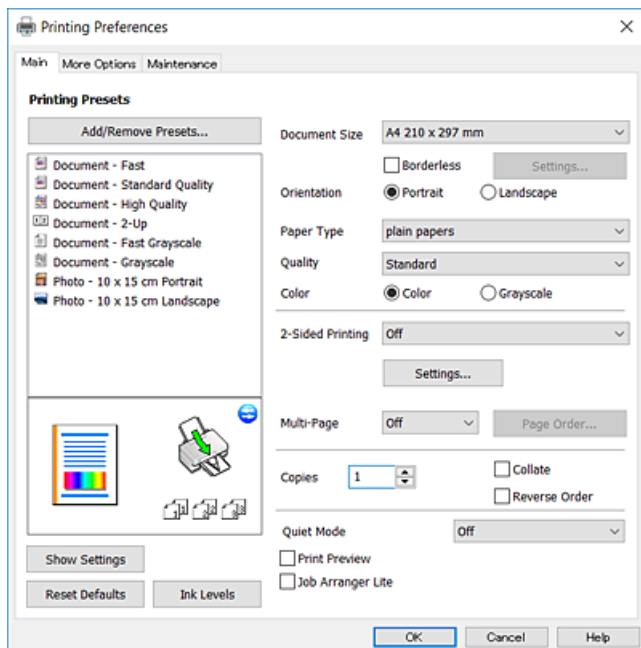 Printing Preferences
Main More Options Maintenance
Printing Presets
Add/Remove Presets...
Document - Fast
Document - Standard Quality
Document - High Quality
Document - 2-Up
Document - Fast Grayscale
Document - Grayscale
Photo - 10 x 15 cm Portrait
Photo - 10 x 15 cm Landscape
Show Settings
Reset Defaults Ink Levels
Document Size A4 210 x 297 mm
Borderless Settings...
Orientation Portrait Landscape
Paper Type plain papers
Quality Standard
Color Color Grayscale
2-Sided Printing Off
Settings...
Multi-Page Off Page Order...
Copies 1 Collate
Reverse Order
Quiet Mode Off
Print Preview
Job Arranger Lite
OK Cancel Help